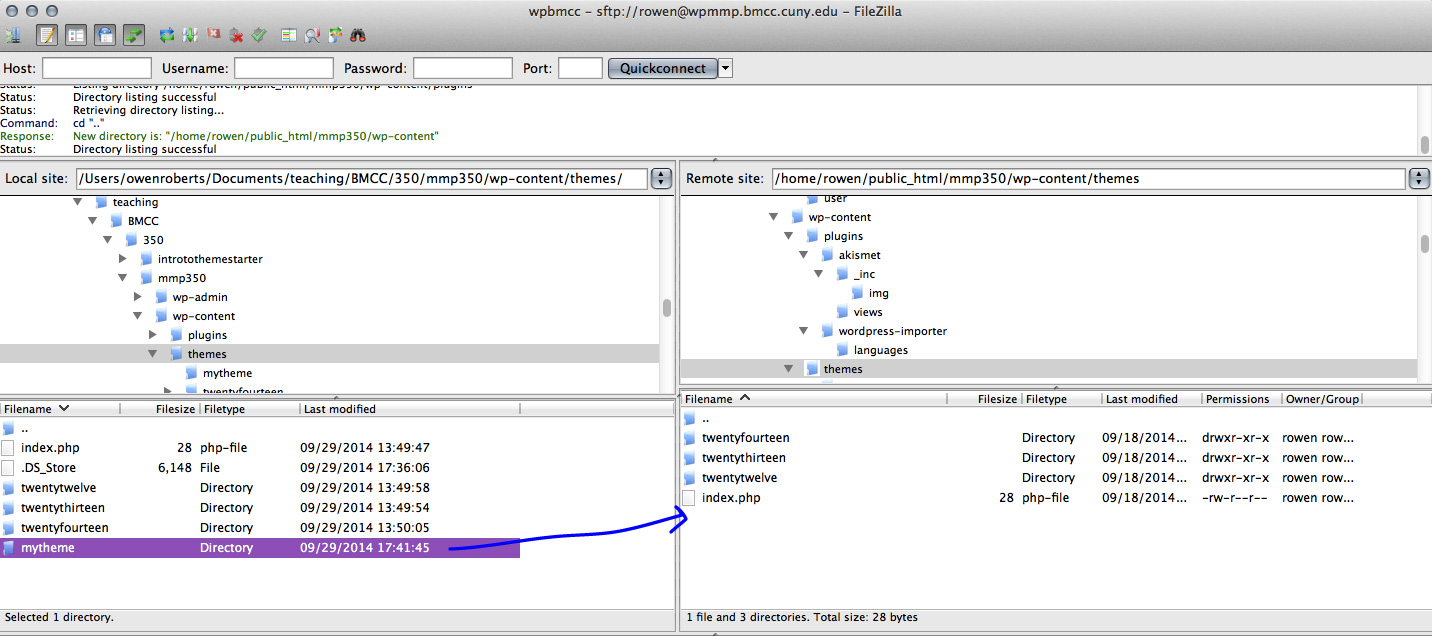 wpbmcc – sftp://rowen@wpmmp.bmcc.cuny.edu – FileZilla
Host: Username: Password: Port: Quickconnect
Status: Listing directory /home/rowen/public_html/mmp350/wp-content/plugins
Status: Directory listing successful
Status: Retrieving directory listing...
Command: cd ".."
Response: New directory is: "/home/rowen/public_html/mmp350/wp-content"
Status: Directory listing successful
Local site: /Users/owenroberts/Documents/teaching/BMCC/350/mmp350/wp-content/themes/
teaching
BMCC
350
introtothemestarter
mmp350
wp-admin
wp-content
plugins
themes
mytheme
twentyfourteen
Filename Filesize Filetype Last modified
..
index.php 28 php-file 09/29/2014 13:49:47
.DS_Store 6,148 File 09/29/2014 17:36:06
twentytwelve Directory 09/29/2014 13:49:58
twentythirteen Directory 09/29/2014 13:49:54
twentyfourteen Directory 09/29/2014 13:50:05
mytheme Directory 09/29/2014 17:41:45
Selected 1 directory.
Remote site: /home/rowen/public_html/mmp350/wp-content/themes
user
wp-content
plugins
akismet
_inc
img
views
wordpress-importer
languages
themes
Filename Filesize Filetype Last modified Permissions Owner/Group
..
twentyfourteen Directory 09/18/2014... drwxr-xr-x rowen row...
twentythirteen Directory 09/18/2014... drwxr-xr-x rowen row...
twentytwelve Directory 09/18/2014... drwxr-xr-x rowen row...
index.php 28 php-file 09/18/2014... -rw-r--r-- rowen row...
1 file and 3 directories. Total size: 28 bytes